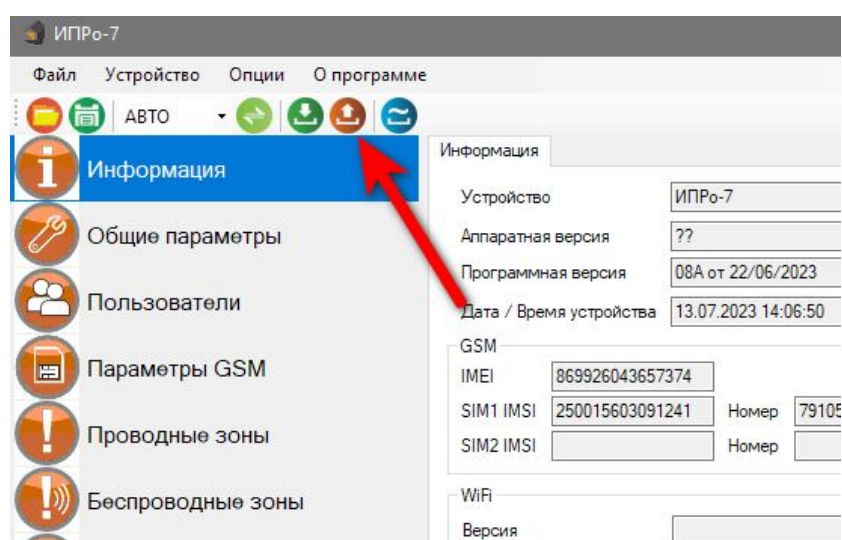 ИПРо-7
Файл Устройство Опции О программе
АВТО
Информация
Общие параметры
Пользователи
Параметры GSM
Проводные зоны
Беспроводные зоны
Информация
Устройство ИПРо-7
Аппаратная версия ??
Программная версия 08А от 22/06/2023
Дата / Время устройства 13.07.2023 14:06:50
GSM
IMEI 869926043657374
SIM1 IMSI 250015603091241 Номер 79105
SIM2 IMSI Номер
WiFi
Версия